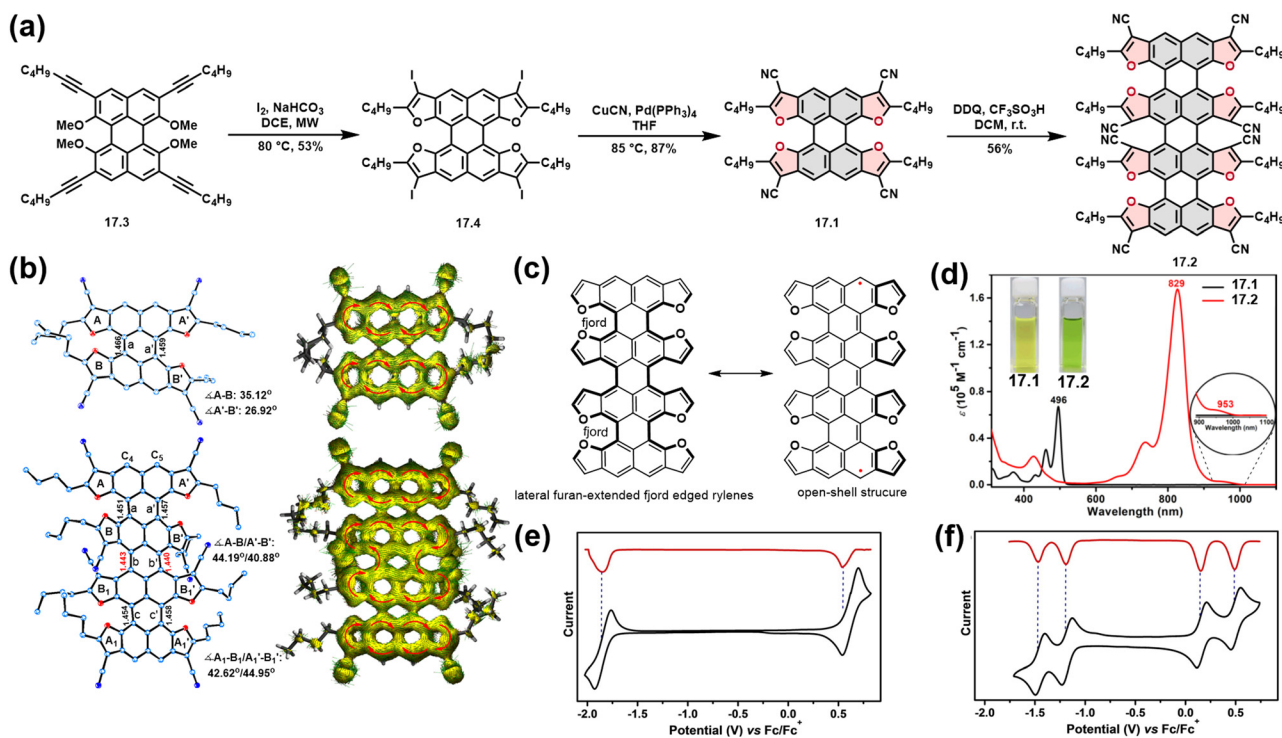 (a)
C4H9
C4H9
MeO
OMe
MeO
OMe
C4H9
C4H9
17.3
I2, NaHCO3
DCE, MW
80 °C, 53%
I
I
C4H9
O
O
C4H9
C4H9
O
O
C4H9
I
I
17.4
CuCN, Pd(PPh3)4
THF
85 °C, 87%
NC
CN
C4H9
O
O
C4H9
C4H9
O
O
C4H9
NC
CN
17.1
DDQ, CF3SO3H
DCM, r.t.
56%
NC
CN
C4H9
O
O
C4H9
C4H9
O
O
C4H9
NC
CN
NC
CN
C4H9
O
O
C4H9
C4H9
O
O
C4H9
NC
CN
17.2
(b)
A
A'
1.466
a
a'
1.459
B
B'
∡A-B: 35.12º
∡A'-B': 26.92º
C4
C5
A
A'
1.451
a
a'
1.457
B
B'
∡A-B/A'-B':
44.19º/40.88º
1.443
b
b'
1.440
B1
B1'
1.454
c
c'
1.458
A1
A1'
∡A1-B1/A1'-B1':
42.62º/44.95º
(c)
O
O
fjord
O
O
O
O
fjord
O
O
lateral furan-extended fjord edged rylenes
O
O
O
O
O
O
O
O
open-shell strucure
(d)
17.1
17.2
829
17.1
17.2
496
953
900
1000
1100
Wavelength (nm)
ε (10⁵ M⁻¹ cm⁻¹)
1.6
1.2
0.8
0.4
0.0
400
600
800
1000
Wavelength (nm)
(e)
Current
-2.0
-1.5
-1.0
-0.5
0.0
0.5
Potential (V) vs Fc/Fc+
(f)
Current
-2.0
-1.5
-1.0
-0.5
0.0
0.5
Potential (V) vs Fc/Fc+